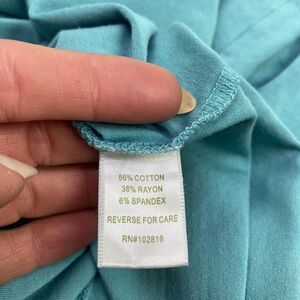 56% COTTON
38% RAYON
6% SPANDEX
REVERSE FOR CARE
RN#102816